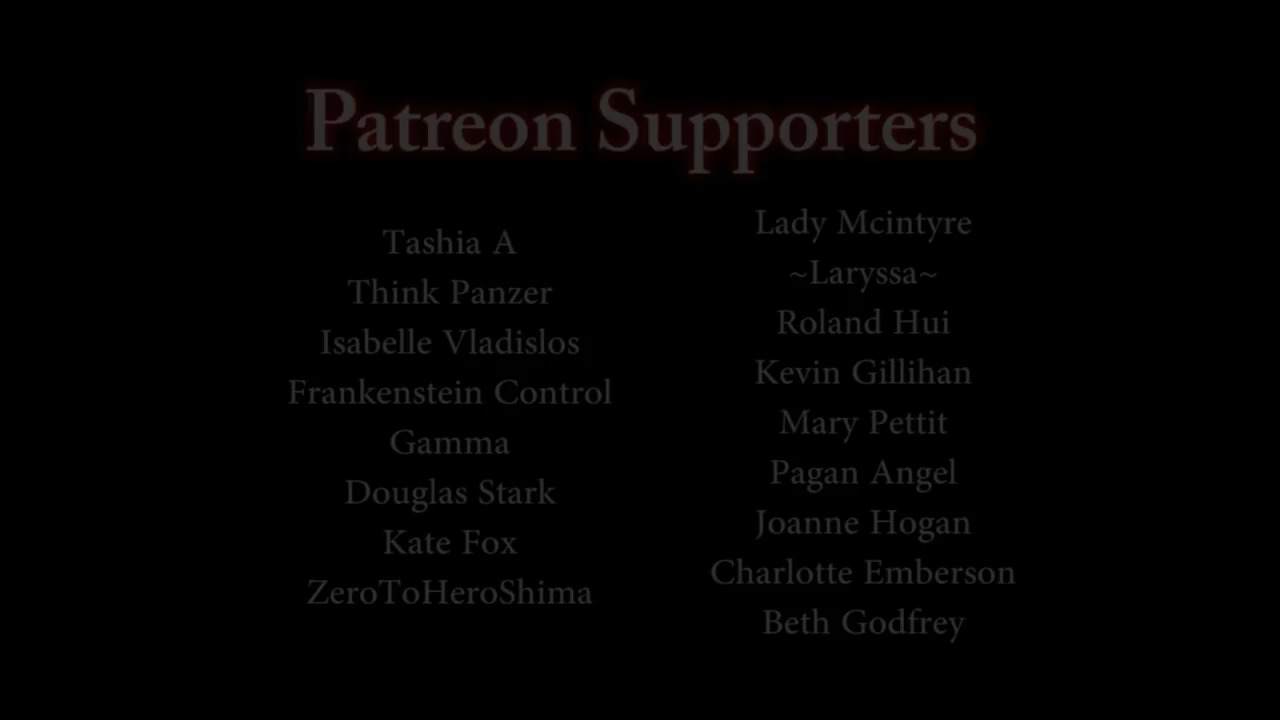 Patreon Supporters
Tashia A
Think Panzer
Isabelle Vladislos
Frankenstein Control
Gamma
Douglas Stark
Kate Fox
ZeroToHeroShima
Lady Mcintyre
~Laryssa~
Roland Hui
Kevin Gillihan
Mary Pettit
Pagan Angel
Joanne Hogan
Charlotte Emberson
Beth Godfrey